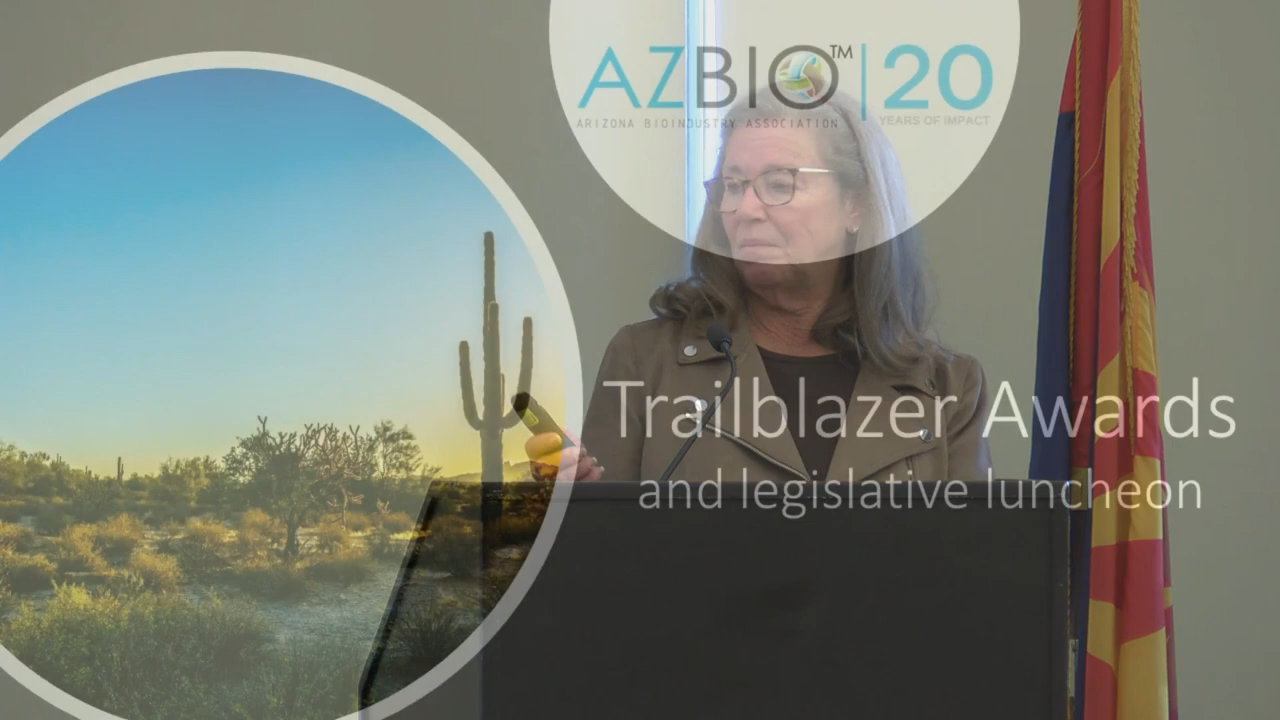 AZBIO™ | 20
ARIZONA BIOINDUSTRY ASSOCIATION
YEARS OF IMPACT
Trailblazer Awards
and legislative luncheon